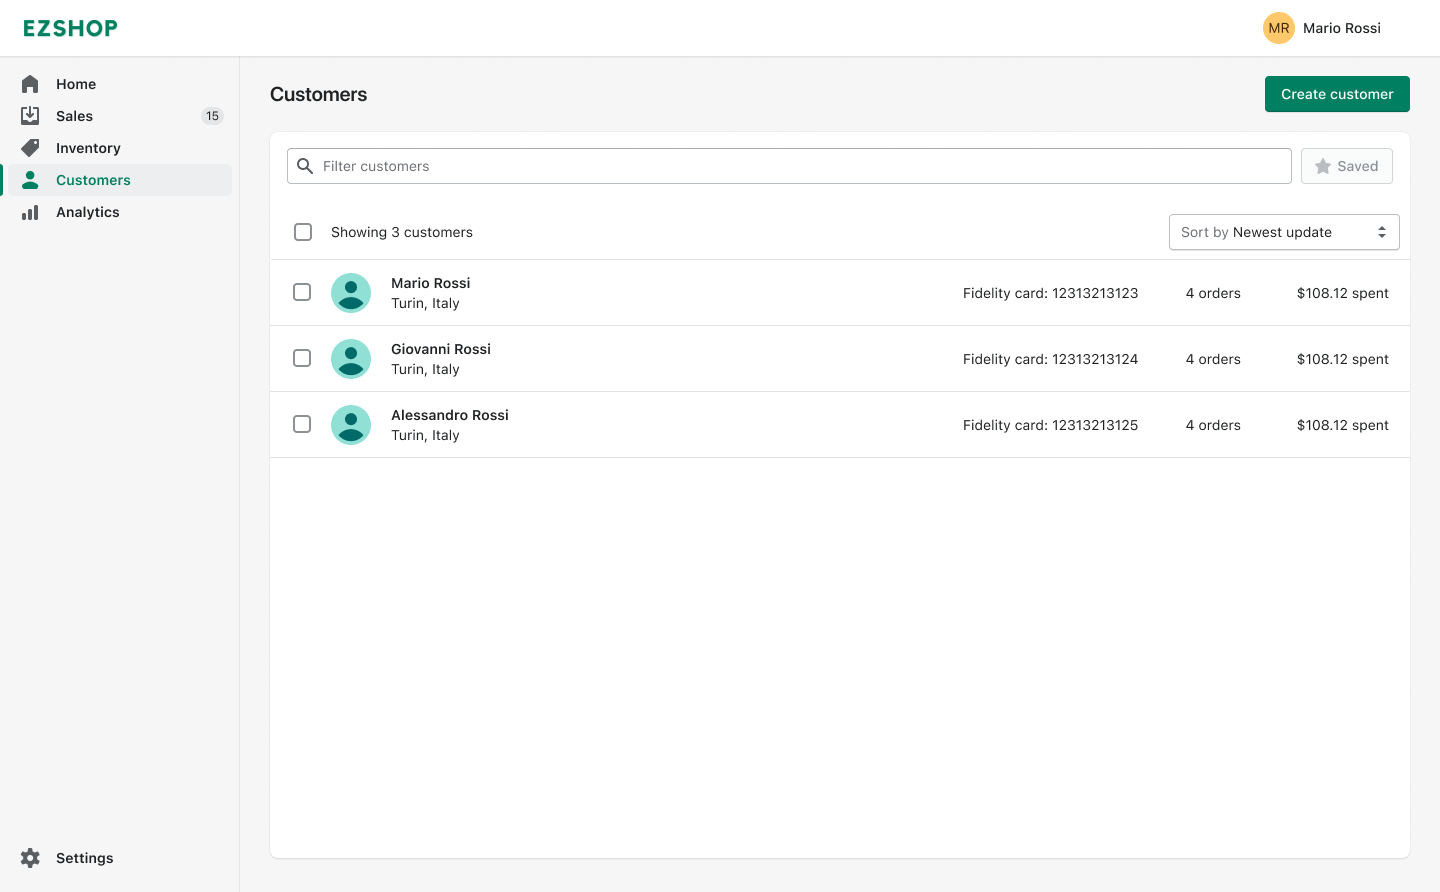 EZSHOP
MR Mario Rossi
Home
Sales 15
Inventory
Customers
Analytics
Settings
Customers
Create customer
Filter customers
Saved
Showing 3 customers
Sort by Newest update
Mario Rossi
Turin, Italy
Fidelity card: 12313213123 4 orders $108.12 spent
Giovanni Rossi
Turin, Italy
Fidelity card: 12313213124 4 orders $108.12 spent
Alessandro Rossi
Turin, Italy
Fidelity card: 12313213125 4 orders $108.12 spent